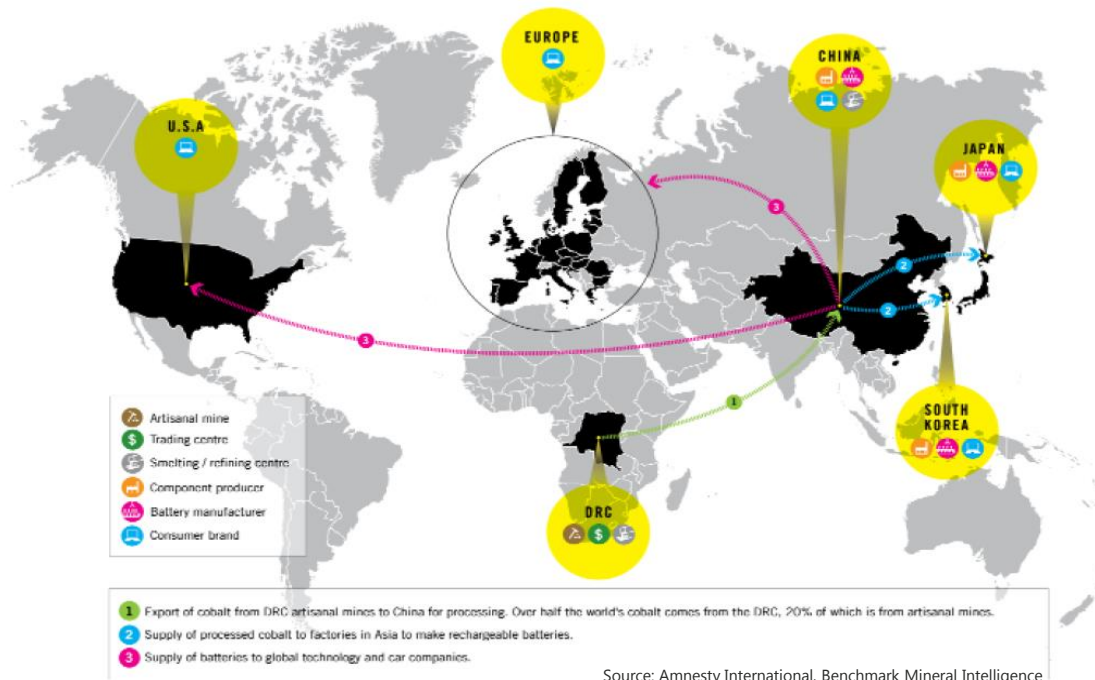 EUROPE
CHINA
U.S.A
JAPAN
3
2
2
3
1
SOUTH
KOREA
Artisanal mine
$ Trading centre
Smelting / refining centre
Component producer
Battery manufacturer
Consumer brand
DRC
$
1 Export of cobalt from DRC artisanal mines to China for processing. Over half the world's cobalt comes from the DRC, 20% of which is from artisanal mines.
2 Supply of processed cobalt to factories in Asia to make rechargeable batteries.
3 Supply of batteries to global technology and car companies.
Source: Amnesty International, Benchmark Mineral Intelligence